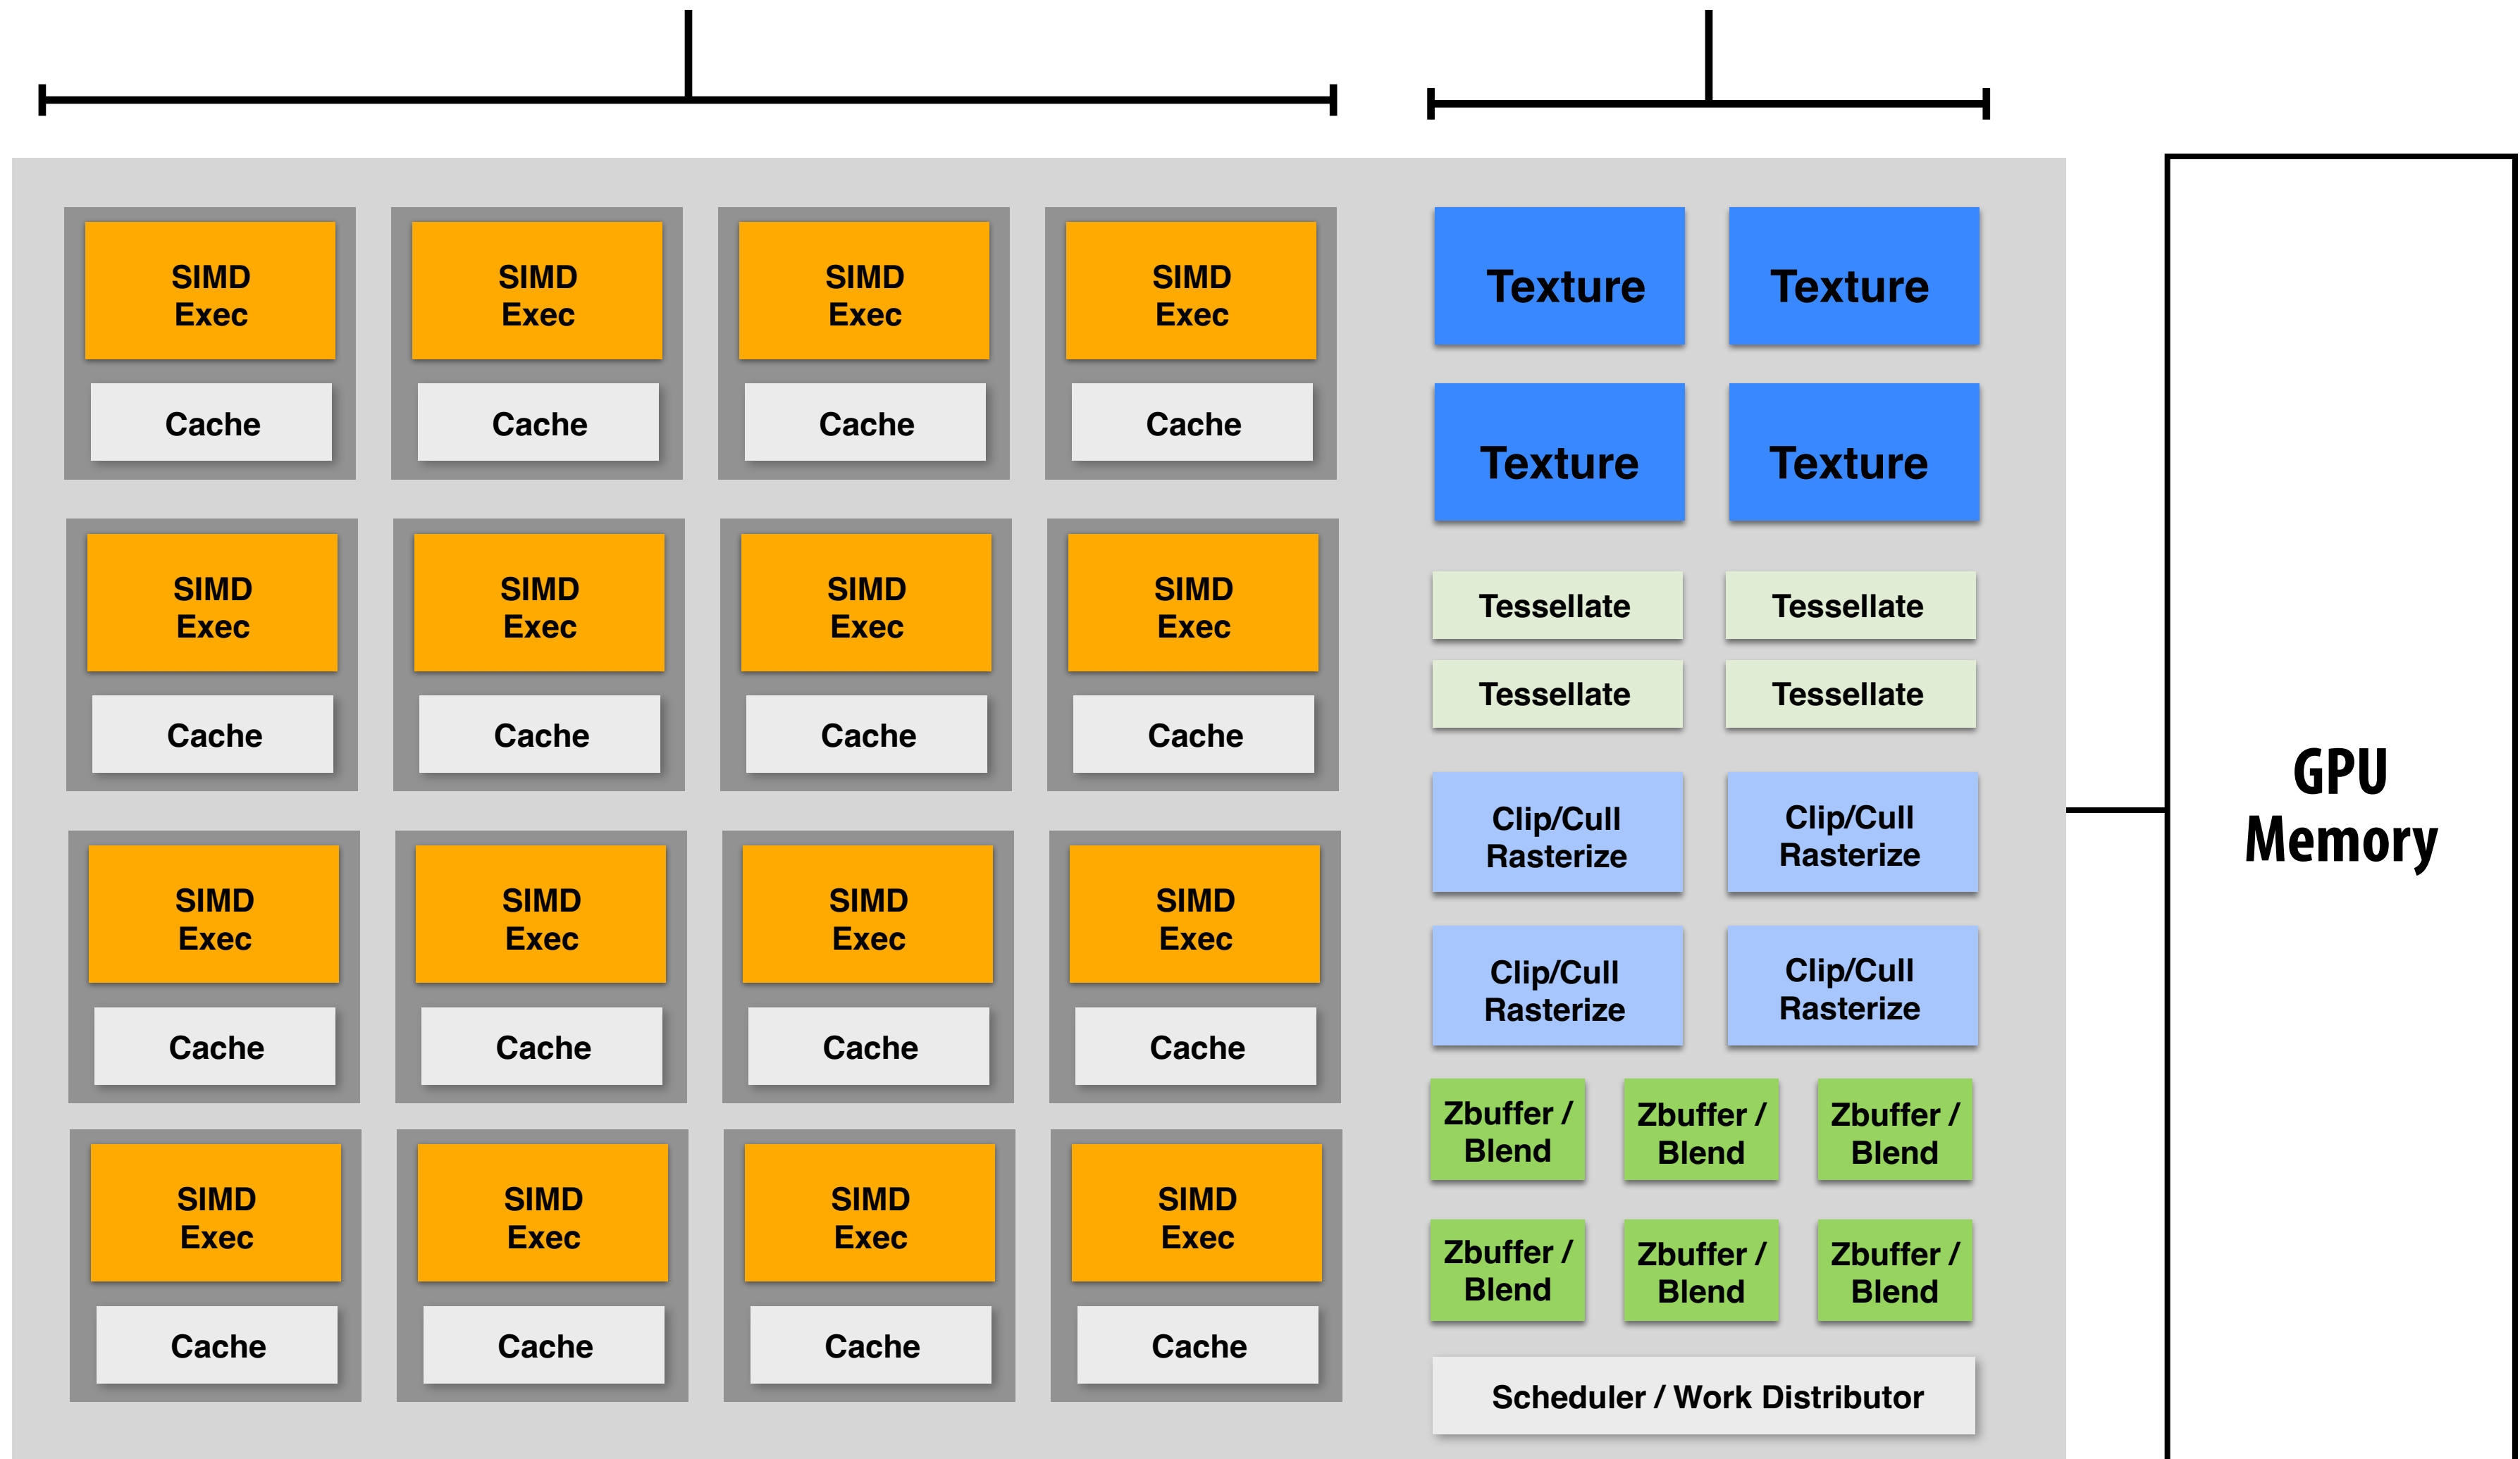 SIMD
Exec
SIMD
Exec
SIMD
Exec
SIMD
Exec
Cache
Cache
Cache
Cache
SIMD
Exec
SIMD
Exec
SIMD
Exec
SIMD
Exec
Cache
Cache
Cache
Cache
SIMD
Exec
SIMD
Exec
SIMD
Exec
SIMD
Exec
Cache
Cache
Cache
Cache
SIMD
Exec
SIMD
Exec
SIMD
Exec
SIMD
Exec
Cache
Cache
Cache
Cache
Texture
Texture
Texture
Texture
Tessellate
Tessellate
Tessellate
Tessellate
Clip/Cull
Rasterize
Clip/Cull
Rasterize
Clip/Cull
Rasterize
Clip/Cull
Rasterize
Zbuffer /
Blend
Zbuffer /
Blend
Zbuffer /
Blend
Zbuffer /
Blend
Zbuffer /
Blend
Zbuffer /
Blend
Scheduler / Work Distributor
GPU
Memory